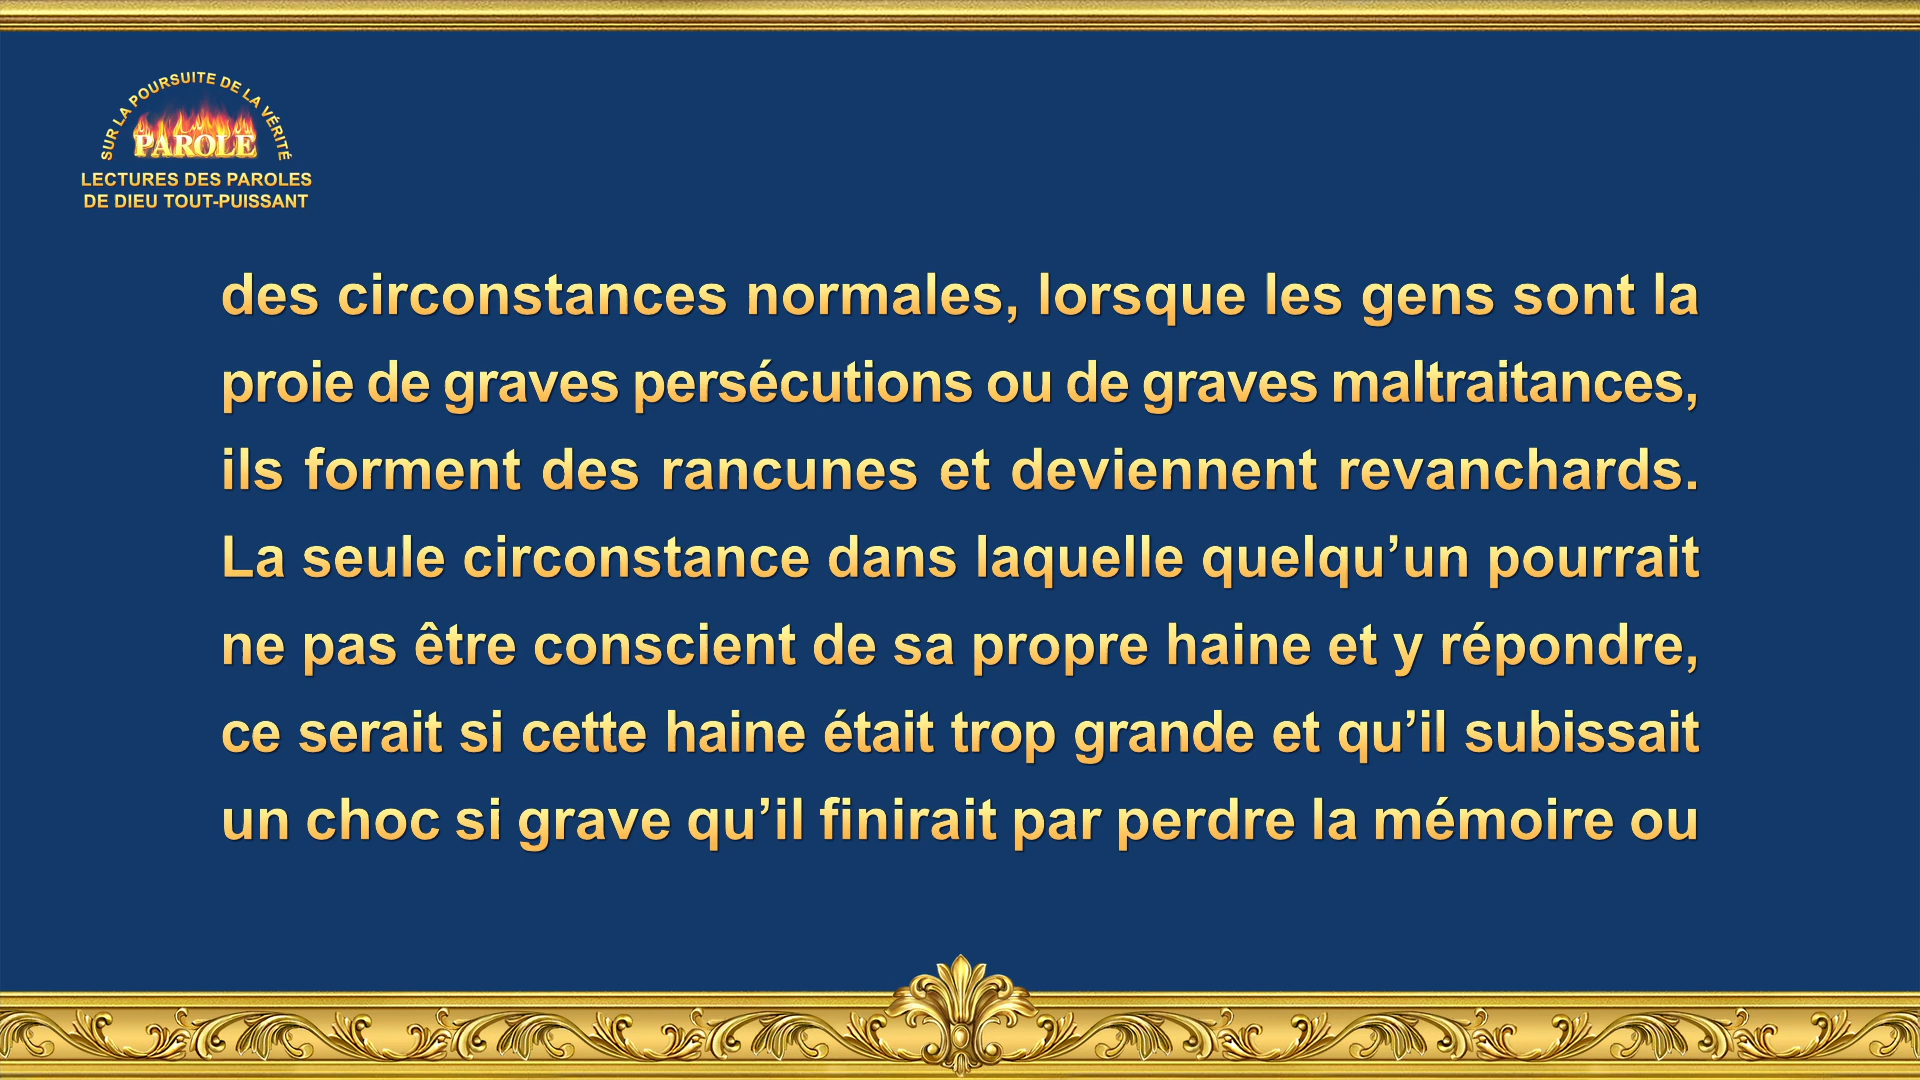 SUR LA POURSUITE DE LA VÉRITÉ
PAROLE
LECTURES DES PAROLES
DE DIEU TOUT-PUISSANT
des circonstances normales, lorsque les gens sont la
proie de graves persécutions ou de graves maltraitances,
ils forment des rancunes et deviennent revanchards.
La seule circonstance dans laquelle quelqu’un pourrait
ne pas être conscient de sa propre haine et y répondre,
ce serait si cette haine était trop grande et qu’il subissait
un choc si grave qu’il finirait par perdre la mémoire ou